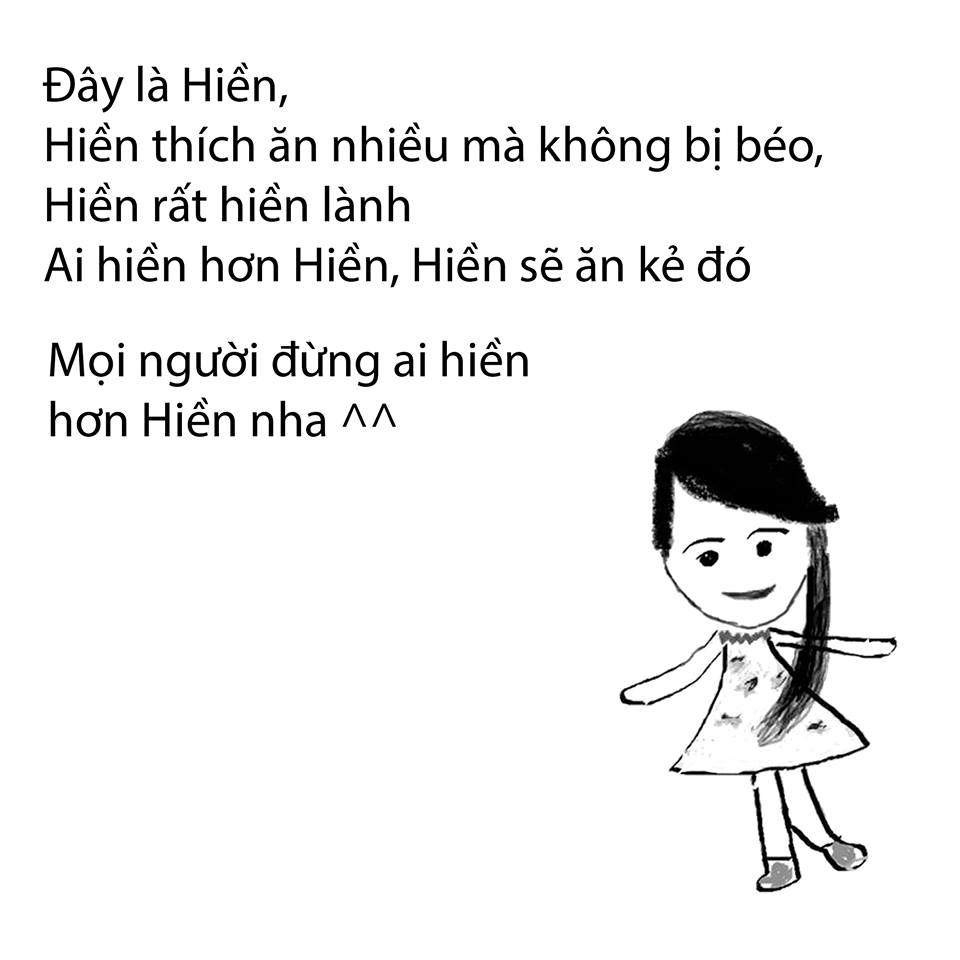 Đây là Hiền,
Hiền thích ăn nhiều mà không bị béo,
Hiền rất hiền lành
Ai hiền hơn Hiền, Hiền sẽ ăn kẻ đó
Mọi người đừng ai hiền
hơn Hiền nha ^^